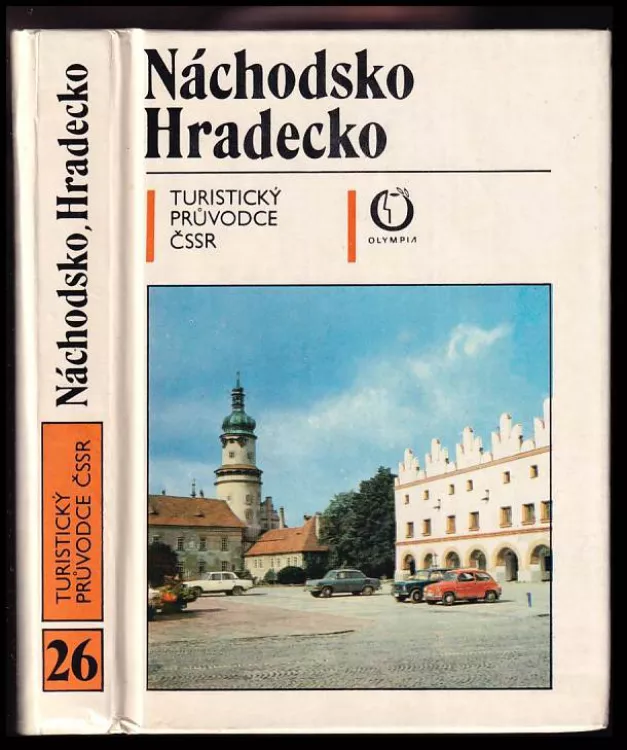 Náchodsko
Hradecko
TURISTICKÝ
PRŮVODCE
ČSSR
OLYMPIA
Náchodsko, Hradecko
TURISTICKÝ
PRŮVODCE ČSSR
26